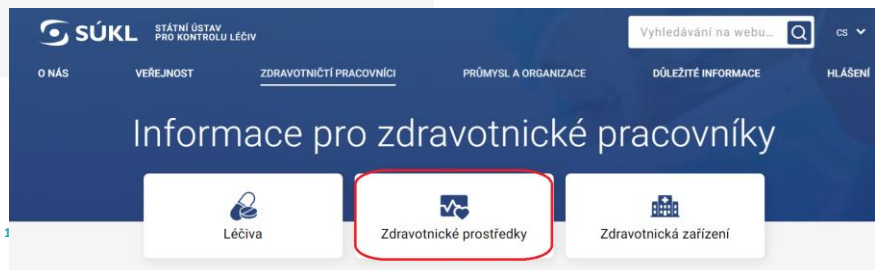 SÚKL STÁTNÍ ÚSTAV
PRO KONTROLU LÉČIV
Vyhledávání na webu...
cs
O NÁS VEŘEJNOST ZDRAVOTNIČTÍ PRACOVNÍCI PRŮMYSL A ORGANIZACE DŮLEŽITÉ INFORMACE HLÁŠENÍ
Informace pro zdravotnické pracovníky
Léčiva Zdravotnické prostředky Zdravotnická zařízení
1